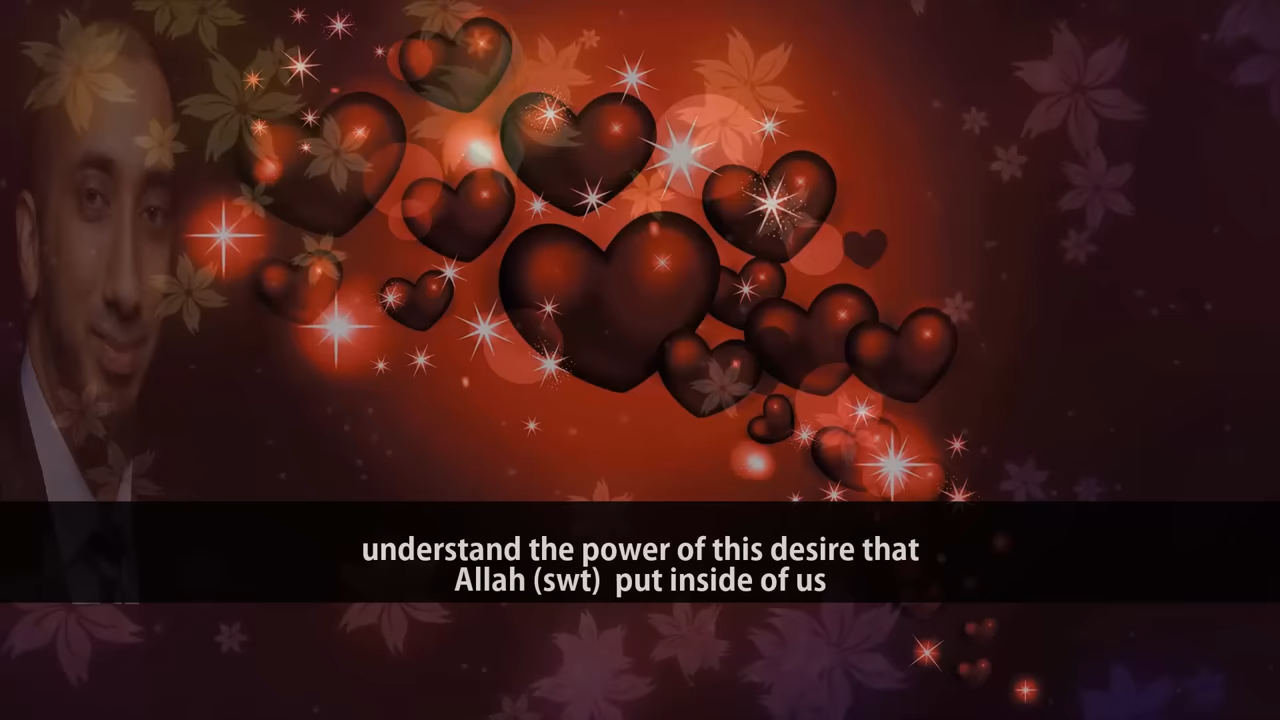 understand the power of this desire that
Allah (swt) put inside of us